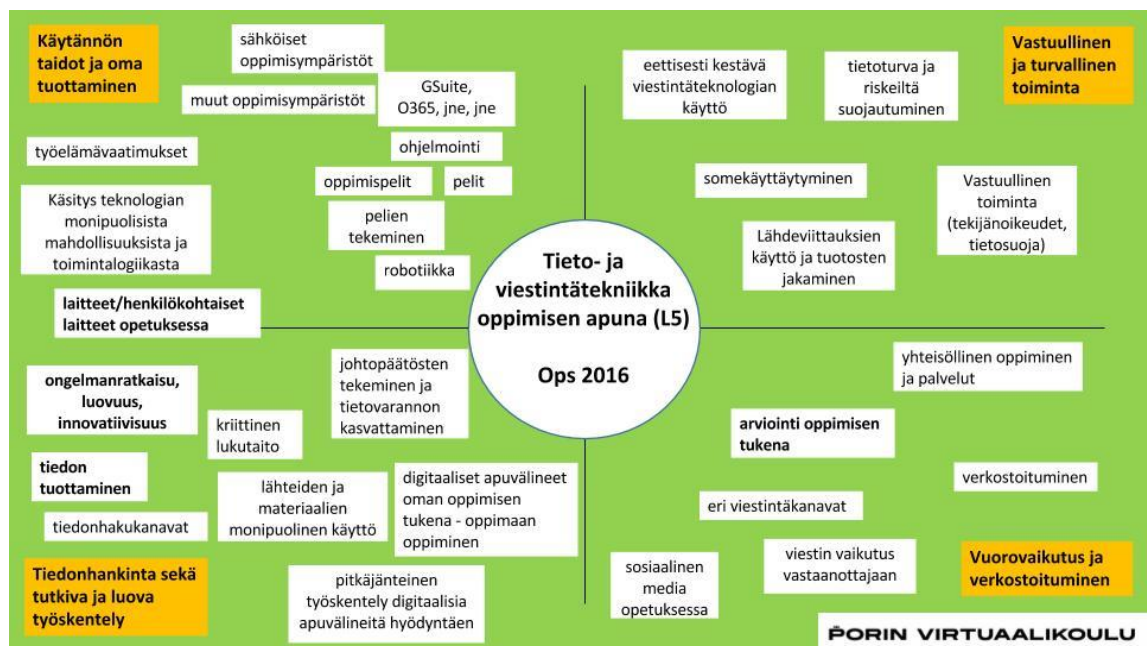 Käytännön
taidot ja oma
tuottaminen
sähköiset
oppimisympäristöt
muut oppimisympäristöt
GSuite,
O365, jne, jne
ohjelmointi
työelämävaatimukset
oppimispelit
pelit
Käsitys teknologian
monipuolisista
mahdollisuuksista ja
toimintalogiikasta
pelien
tekeminen
robotiikka
laitteet/henkilökohtaiset
laitteet opetuksessa
eettisesti kestävä
viestintäteknologian
käyttö
tietoturva ja
riskeiltä
suojautuminen
Vastuullinen
ja turvallinen
toiminta
somekäyttäytyminen
Vastuullinen
toiminta
(tekijänoikeudet,
tietosuoja)
Lähdeviittauksien
käyttö ja tuotosten
jakaminen
Tieto- ja
viestintätekniikka
oppimisen apuna (L5)
Ops 2016
ongelmanratkaisu,
luovuus,
innovatiivisuus
kriittinen
lukutaito
johtopäätösten
tekeminen ja
tietovarannon
kasvattaminen
tiedon
tuottaminen
tiedonhakukanavat
lähteiden ja
materiaalien
monipuolinen käyttö
digitaaliset apuvälineet
oman oppimisen
tukena - oppimaan
oppiminen
Tiedonhankinta sekä
tutkiva ja luova
työskentely
pitkäjänteinen
työskentely digitaalisia
apuvälineitä hyödyntäen
yhteisöllinen oppiminen
ja palvelut
arviointi oppimisen
tukena
verkostoituminen
eri viestintäkanavat
sosiaalinen
media
opetuksessa
viestin vaikutus
vastaanottajaan
Vuorovaikutus ja
verkostoituminen
PORIN VIRTUAALIKOULU